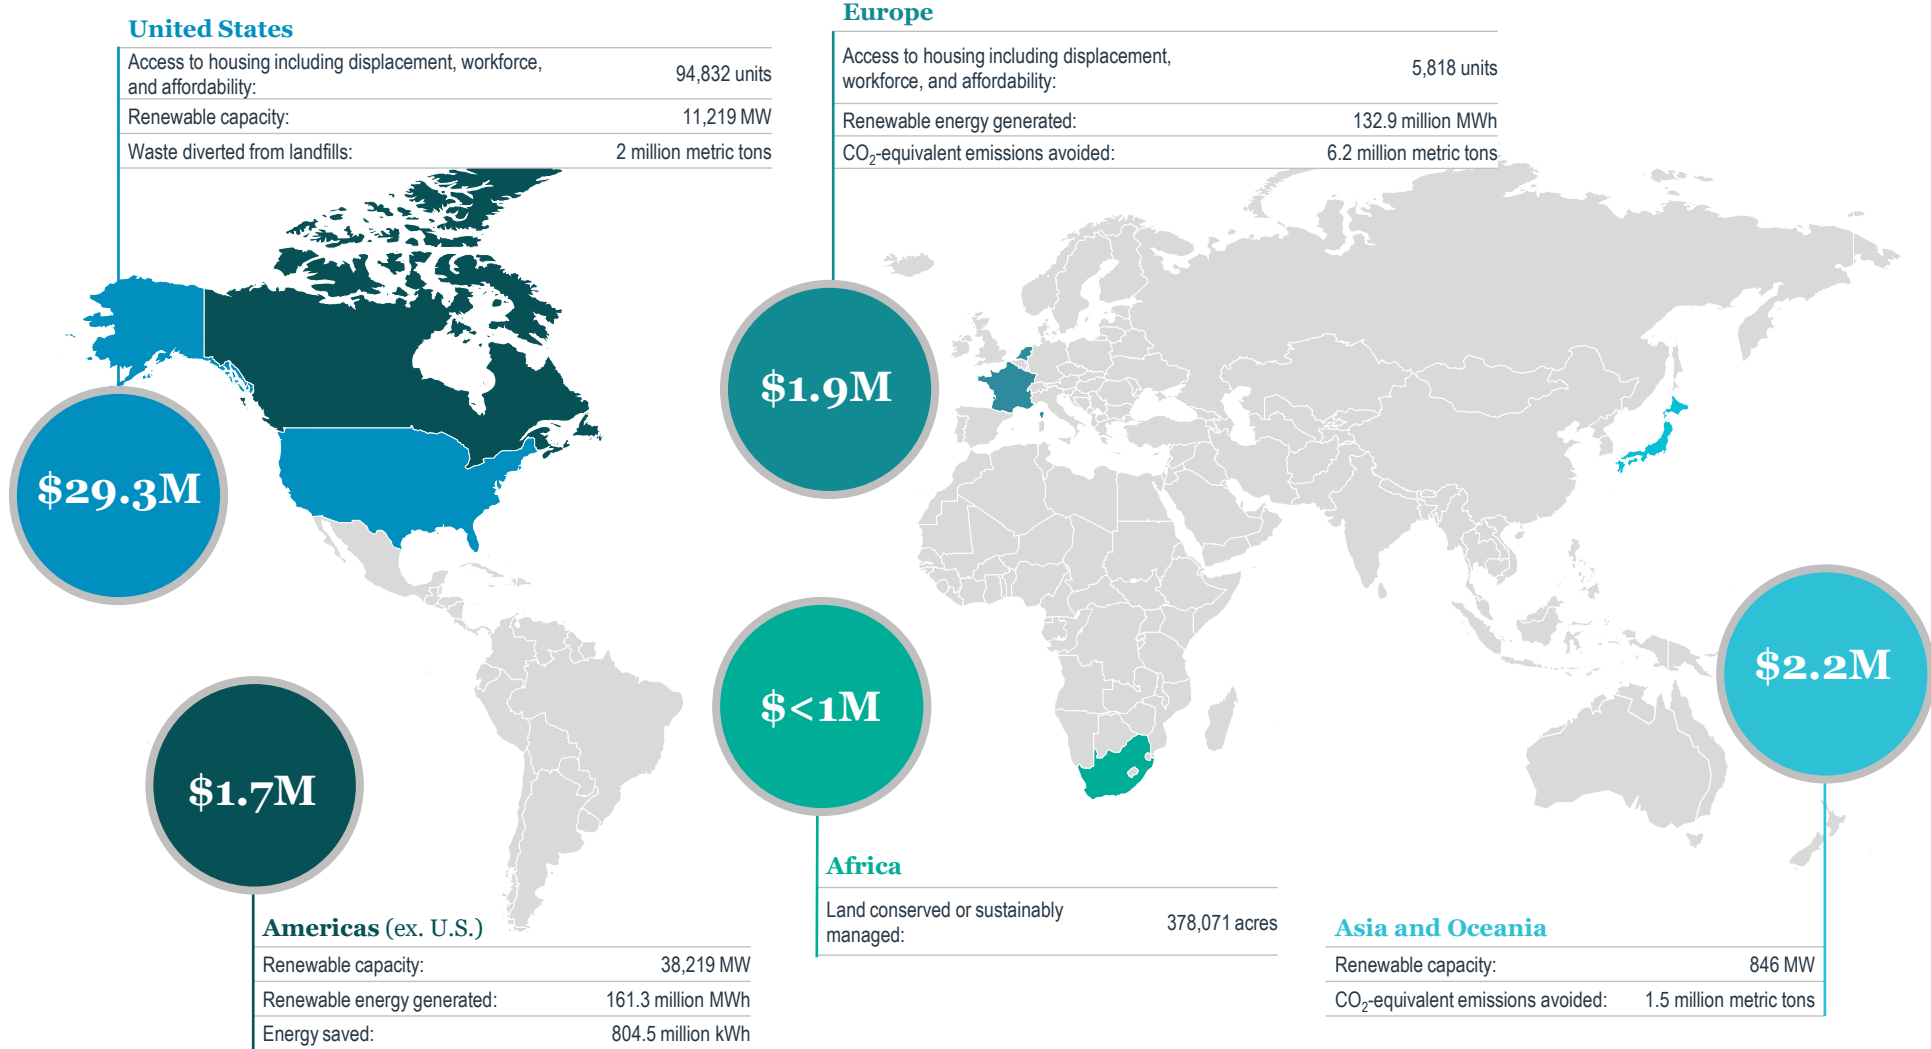 United States
Access to housing including displacement, workforce,
and affordability:
94,832 units
Renewable capacity:
11,219 MW
Waste diverted from landfills:
2 million metric tons
Europe
Access to housing including displacement,
workforce, and affordability:
5,818 units
Renewable energy generated:
132.9 million MWh
CO₂-equivalent emissions avoided:
6.2 million metric tons
$29.3M
$1.9M
$<1M
$2.2M
$1.7M
Americas (ex. U.S.)
Renewable capacity:
38,219 MW
Renewable energy generated:
161.3 million MWh
Energy saved:
804.5 million kWh
Africa
Land conserved or sustainably
managed:
378,071 acres
Asia and Oceania
Renewable capacity:
846 MW
CO₂-equivalent emissions avoided:
1.5 million metric tons